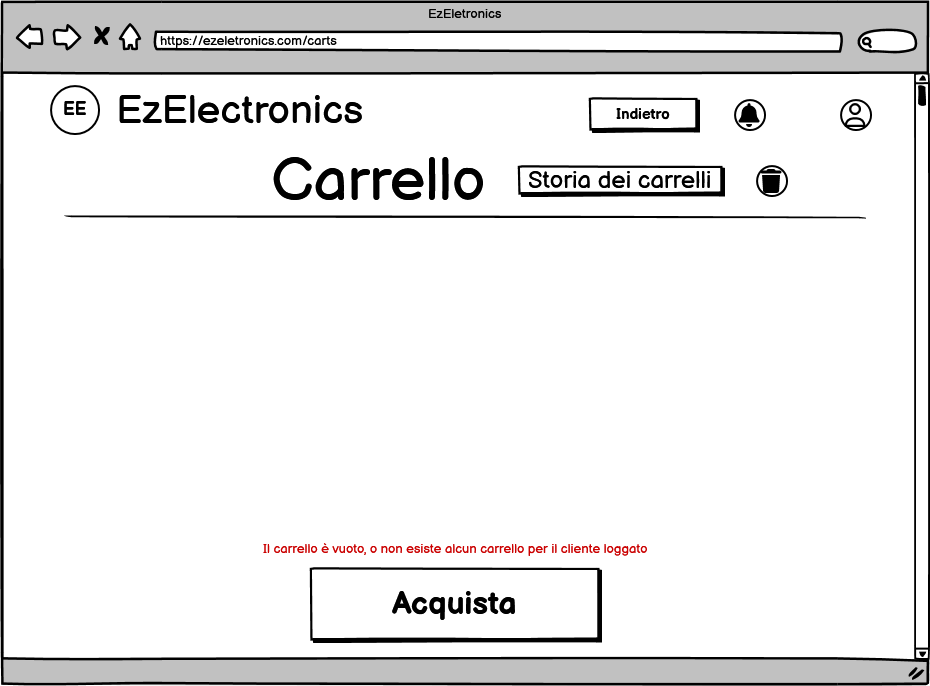 EzEletronics
https://ezeletronics.com/carts
EE
EzElectronics
Indietro
Carrello
Storia dei carrelli
Il carrello è vuoto, o non esiste alcun carrello per il cliente loggato
Acquista